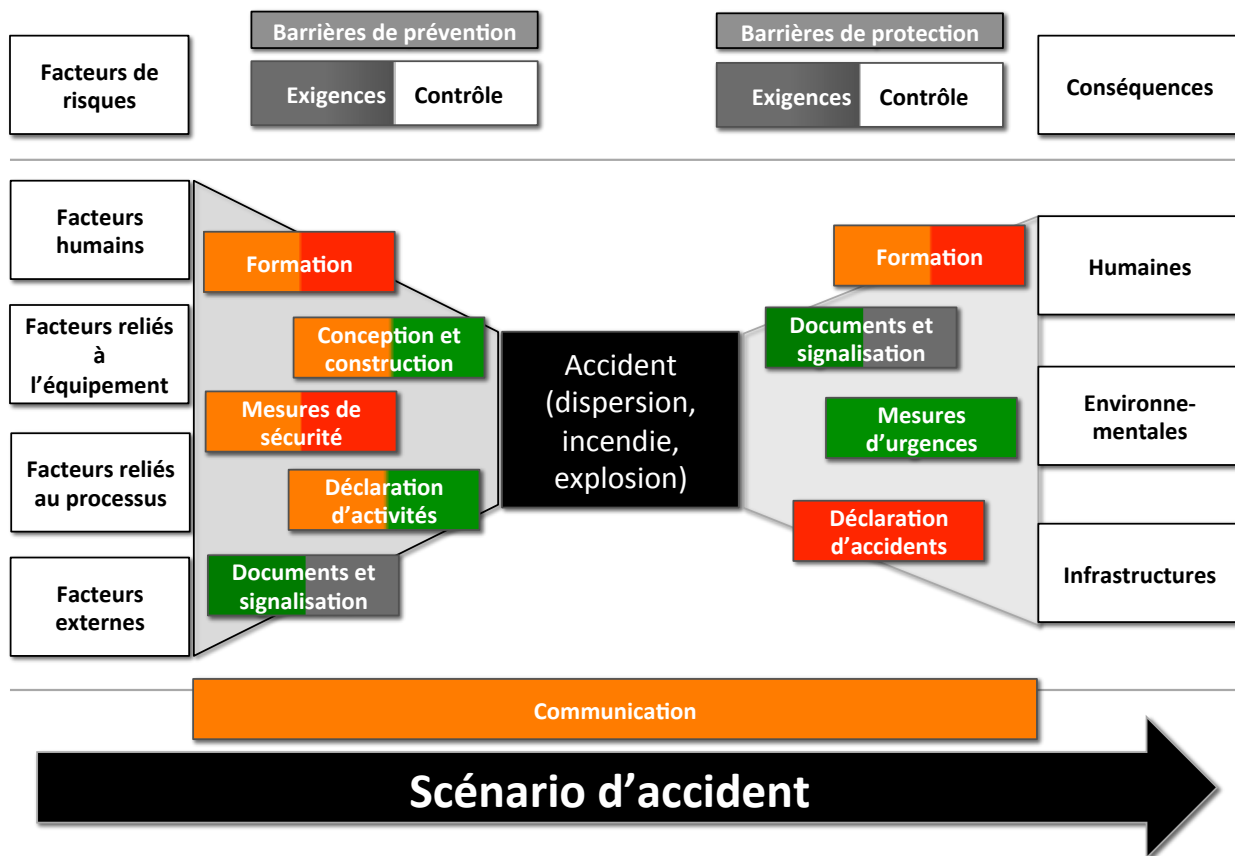 Facteurs de
risques
Barrières de prévention
Exigences
Contrôle
Barrières de protection
Exigences
Contrôle
Conséquences
Facteurs
humains
Facteurs reliés
à
l’équipement
Facteurs reliés
au processus
Facteurs
externes
Formation
Conception et
construction
Mesures de
sécurité
Déclaration
d’activités
Documents et
signalisation
Accident
(dispersion,
incendie,
explosion)
Formation
Documents et
signalisation
Mesures
d’urgences
Déclaration
d’accidents
Humaines
Environne-
mentales
Infrastructures
Communication
Scénario d’accident